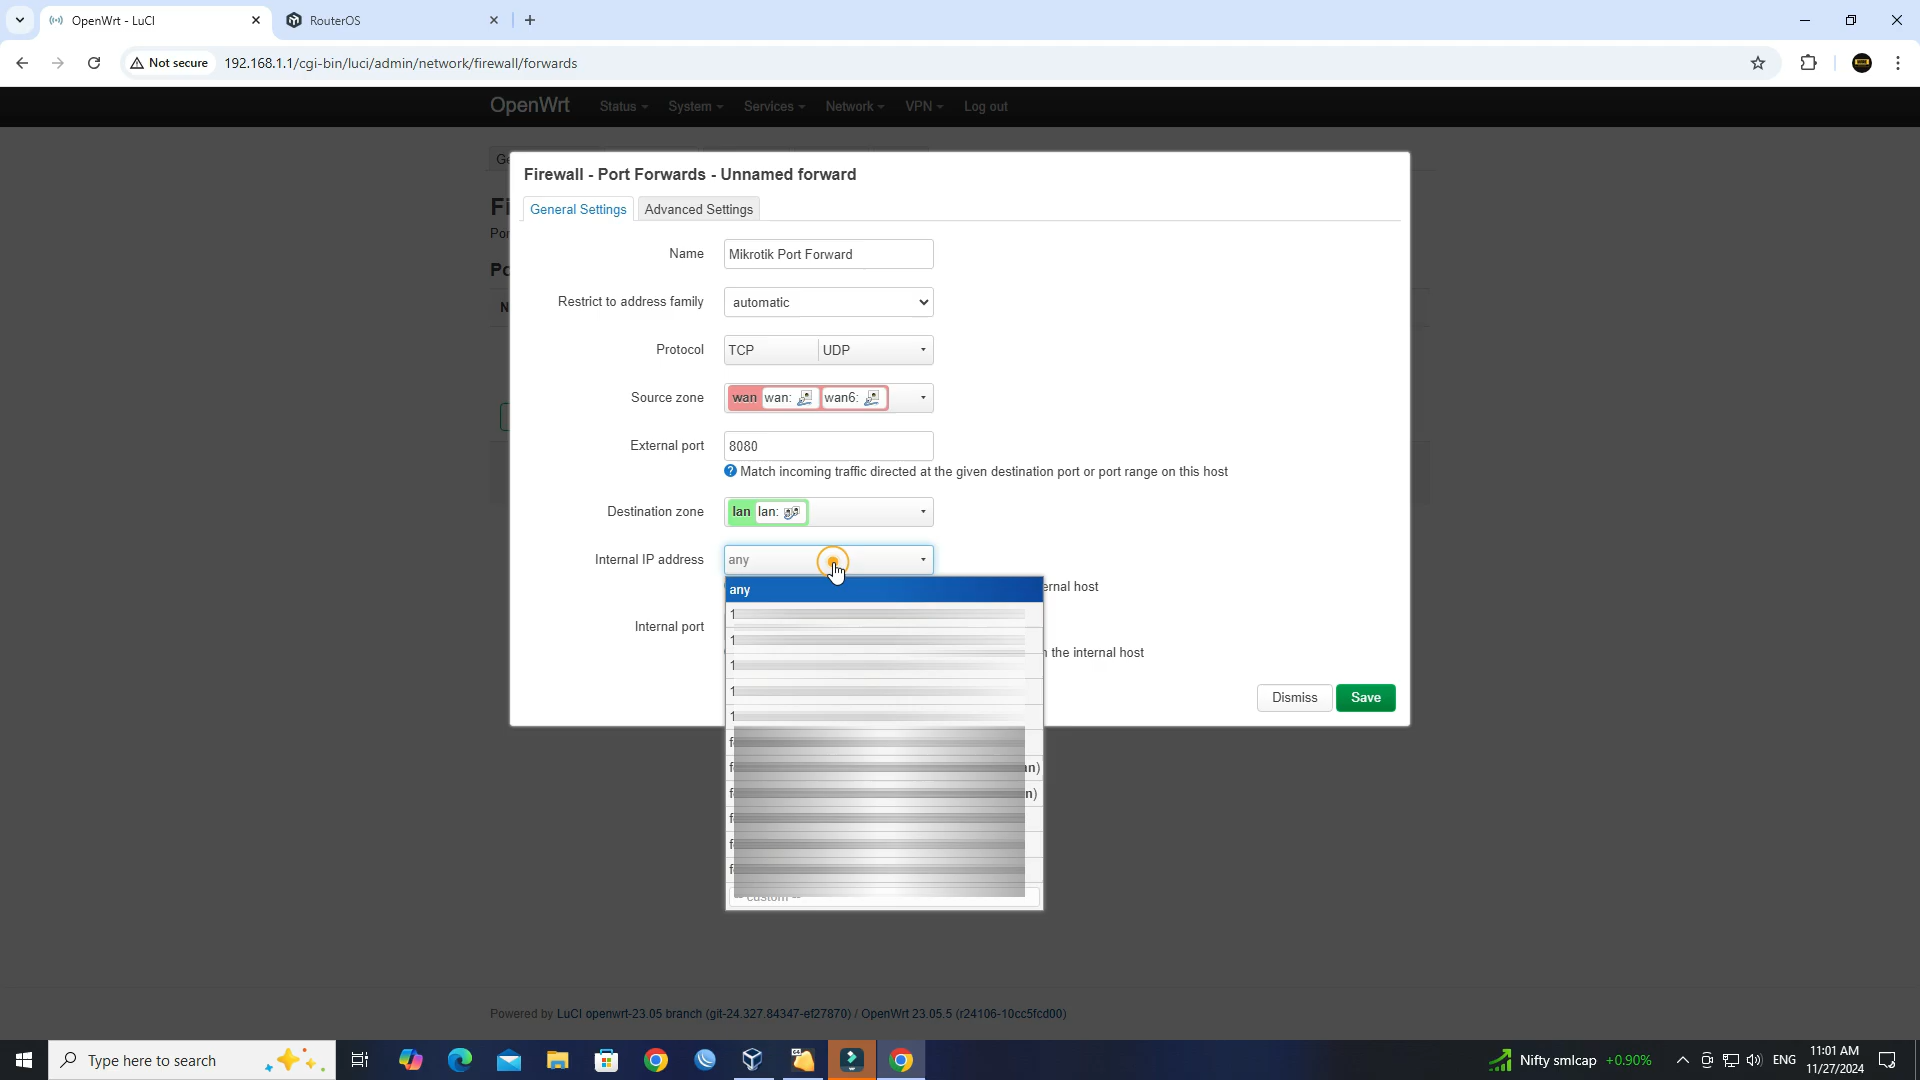 OpenWrt - LuCI
RouterOS
Not secure
192.168.1.1/cgi-bin/luci/admin/network/firewall/forwards
OpenWrt
Status
System
Services
Network
VPN
Log out
Firewall - Port Forwards - Unnamed forward
General Settings
Advanced Settings
Name
Mikrotik Port Forward
Restrict to address family
automatic
Protocol
TCP
UDP
Source zone
wan wan: wan6:
External port
8080
Match incoming traffic directed at the given destination port or port range on this host
Destination zone
lan lan:
Internal IP address
any
any
host
Internal port
the internal host
Dismiss
Save
-- custom --
Powered by LuCI openwrt-23.05 branch (git-24.327.84347-ef27870) / OpenWrt 23.05.5 (r24106-10cc5fcd00)
Type here to search
Nifty smlcap +0.90%
ENG
11:01 AM
11/27/2024